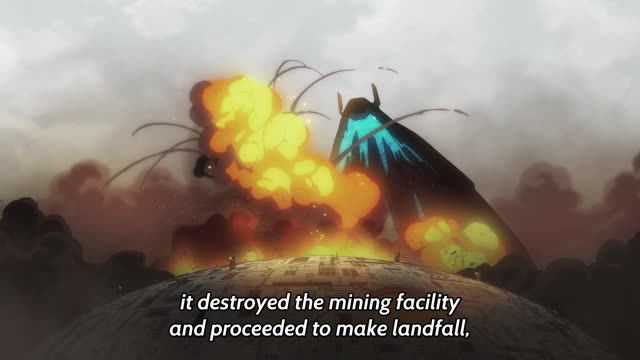 it destroyed the mining facility
and proceeded to make landfall,